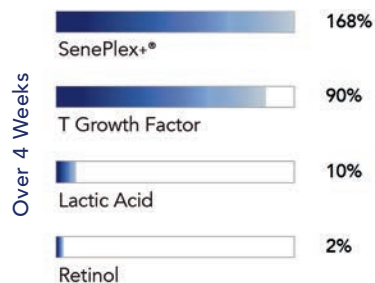 Over 4 Weeks
168%
SenePlex+®
90%
T Growth Factor
10%
Lactic Acid
2%
Retinol